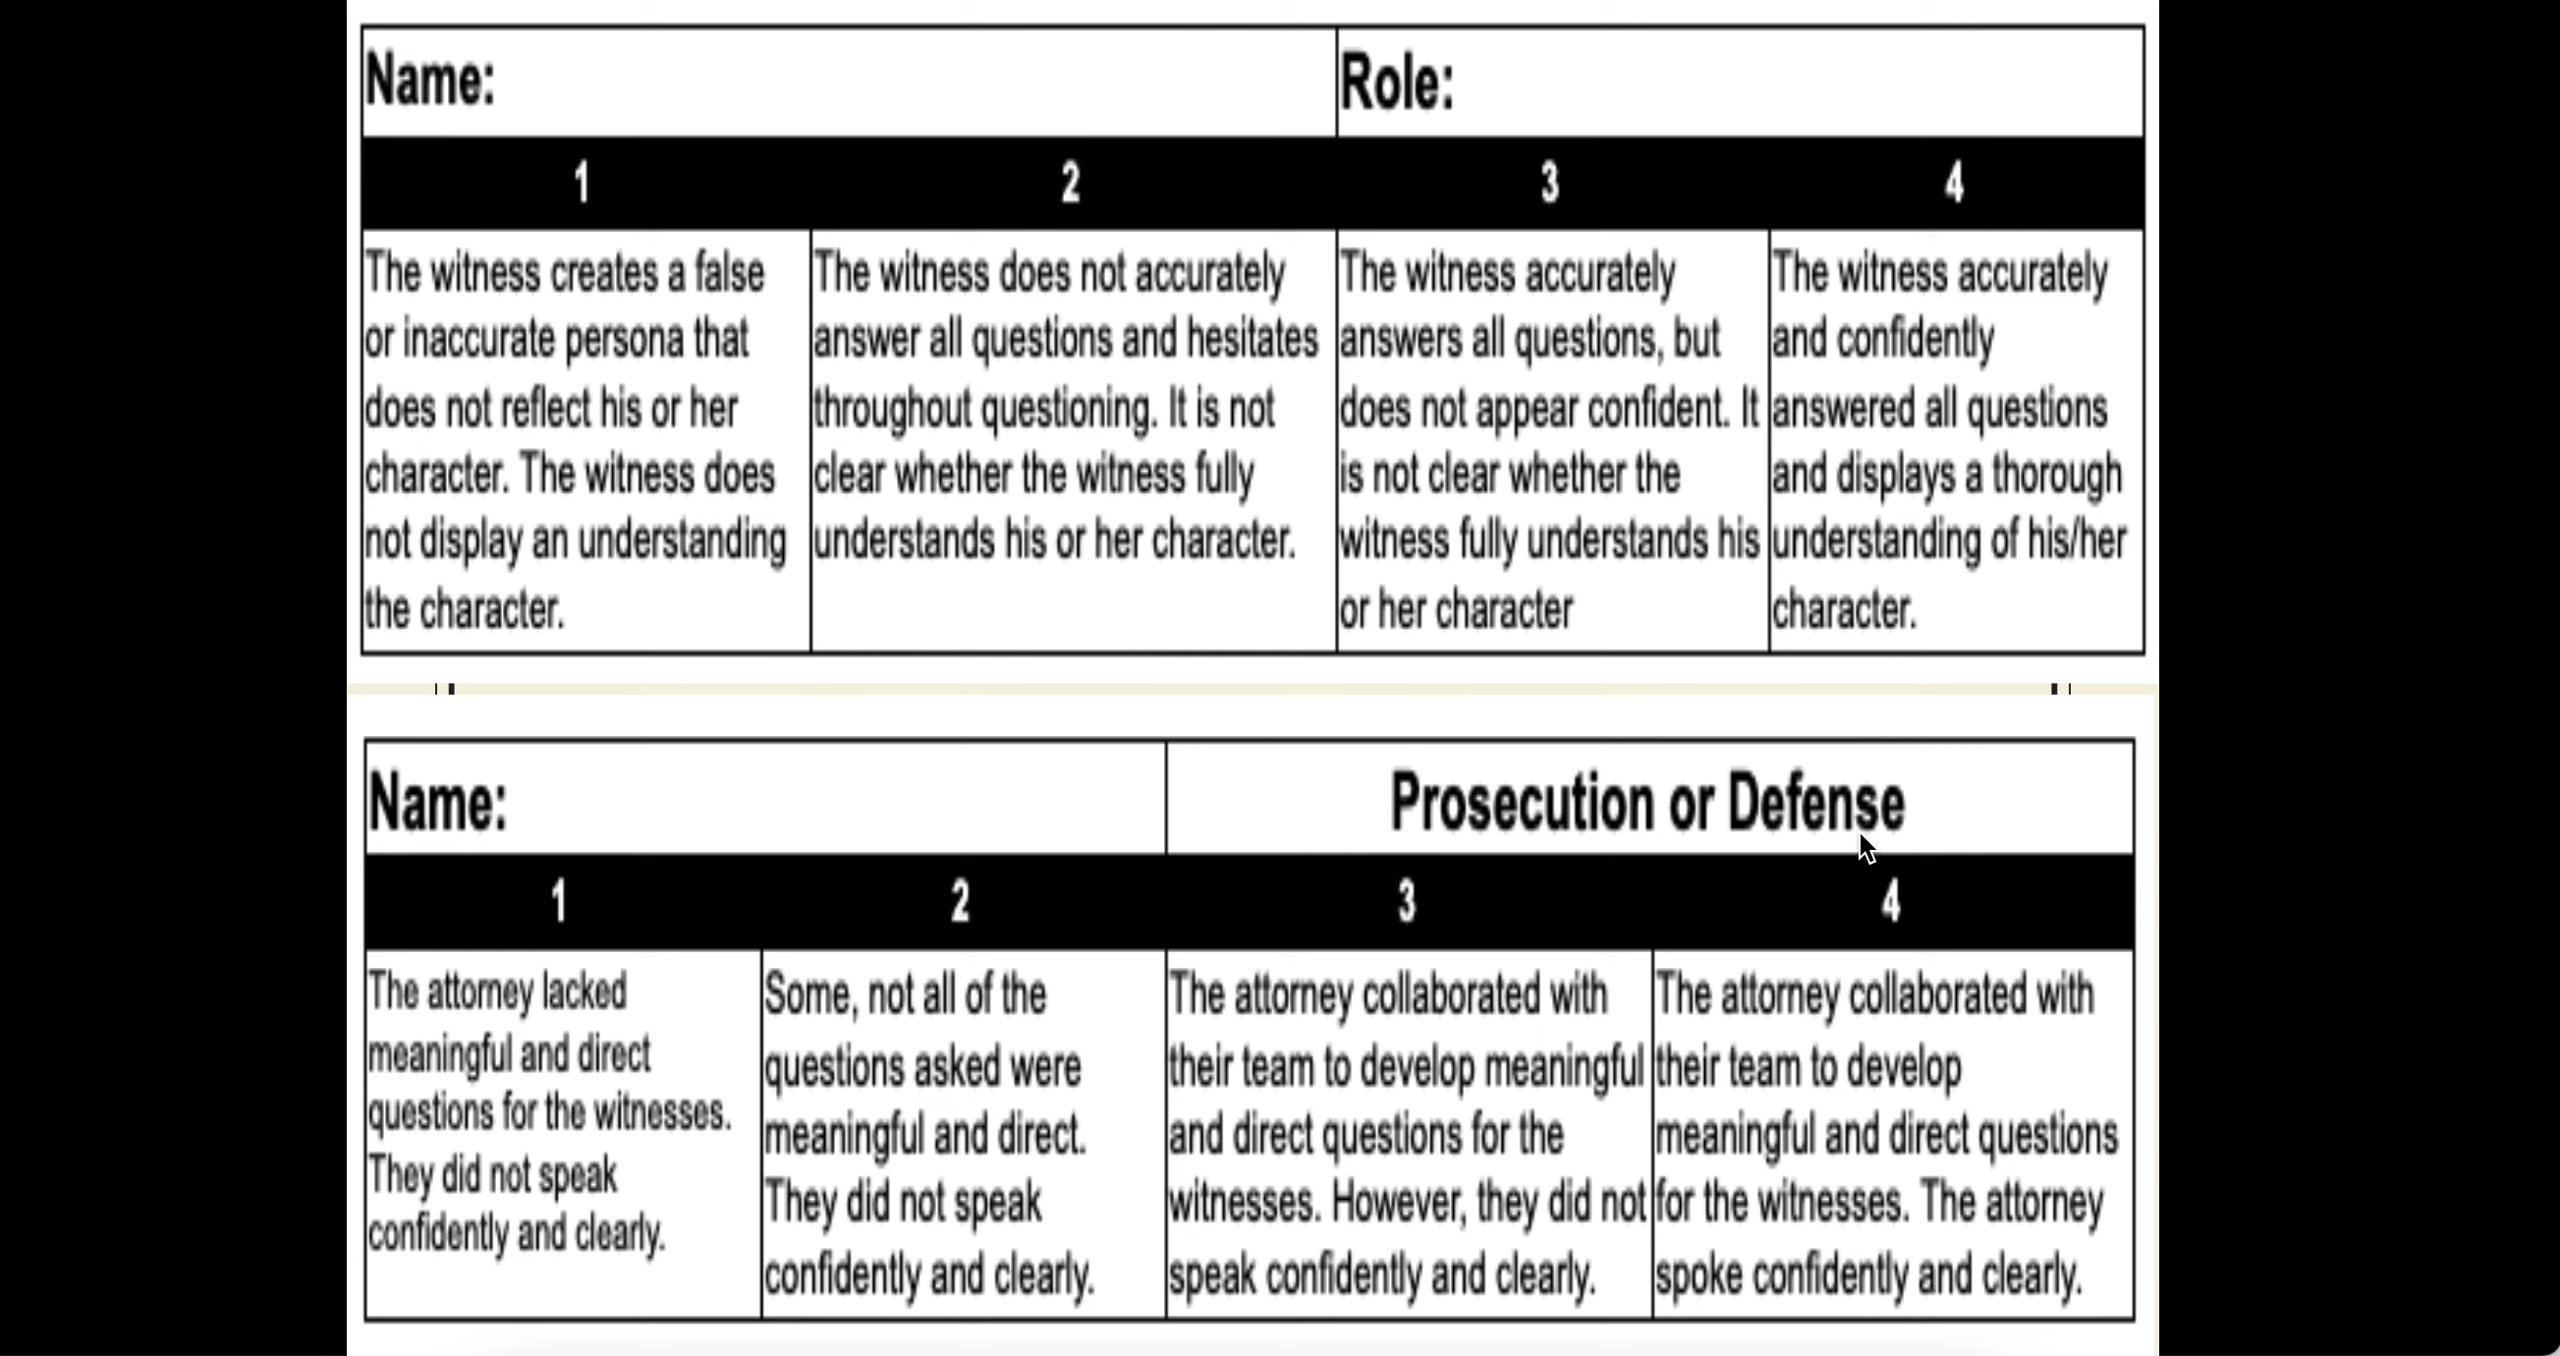 Name:
Role:
1
2
3
4
The witness creates a false
or inaccurate persona that
does not reflect his or her
character. The witness does
not display an understanding
the character.
The witness does not accurately
answer all questions and hesitates
throughout questioning. It is not
clear whether the witness fully
understands his or her character.
The witness accurately
answers all questions, but
does not appear confident. It
is not clear whether the
witness fully understands his
or her character
The witness accurately
and confidently
answered all questions
and displays a thorough
understanding of his/her
character.
Name:
Prosecution or Defense
1
2
3
4
The attorney lacked
meaningful and direct
questions for the witnesses.
They did not speak
confidently and clearly.
Some, not all of the
questions asked were
meaningful and direct.
They did not speak
confidently and clearly.
The attorney collaborated with
their team to develop meaningful
and direct questions for the
witnesses. However, they did not
speak confidently and clearly.
The attorney collaborated with
their team to develop
meaningful and direct questions
for the witnesses. The attorney
spoke confidently and clearly.